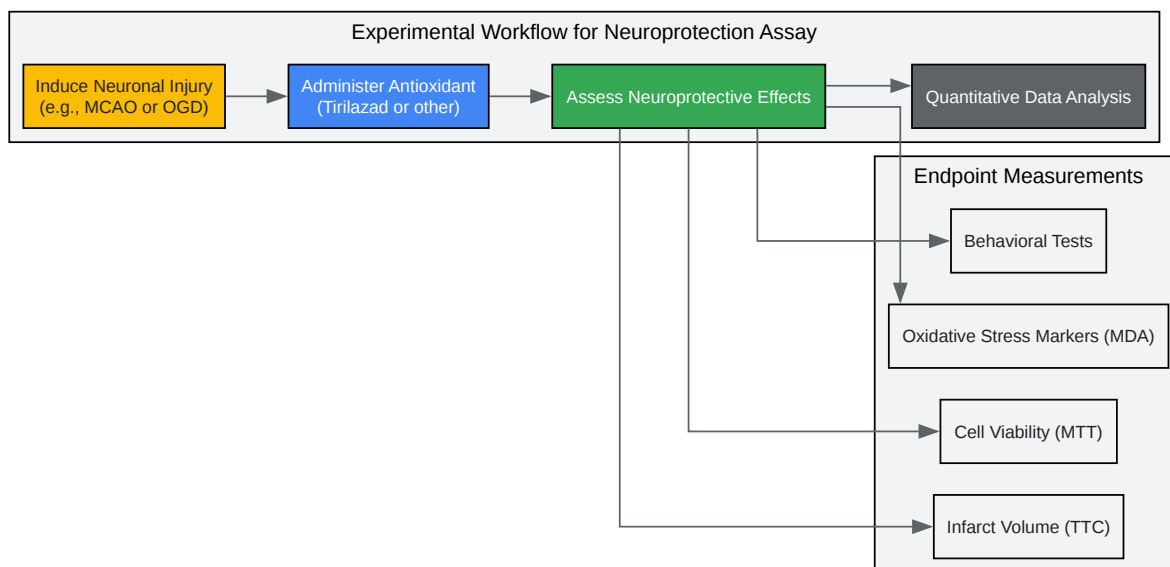 Experimental Workflow for Neuroprotection Assay
Induce Neuronal Injury
(e.g., MCAO or OGD)
Administer Antioxidant
(Tirilazad or other)
Assess Neuroprotective Effects
Quantitative Data Analysis
Endpoint Measurements
Behavioral Tests
Oxidative Stress Markers (MDA)
Cell Viability (MTT)
Infarct Volume (TTC)